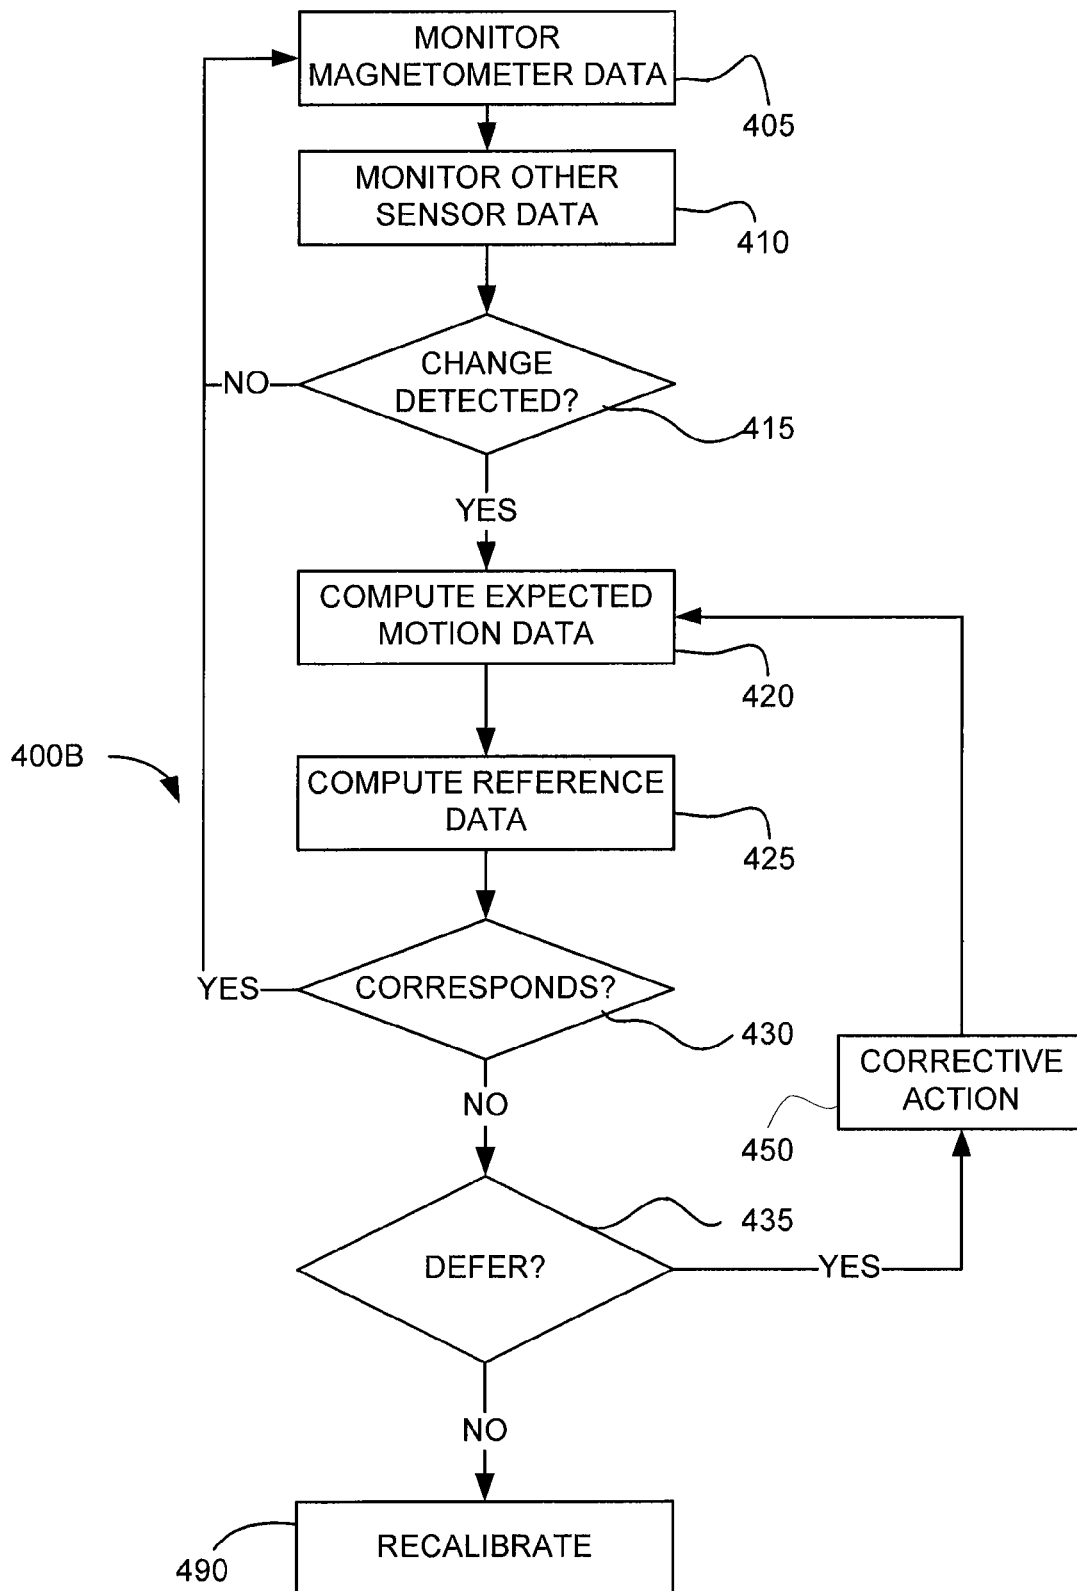 MONITOR
MAGNETOMETER DATA
405
MONITOR OTHER
SENSOR DATA
410
CHANGE
DETECTED?
NO
415
YES
COMPUTE EXPECTED
MOTION DATA
420
400B
COMPUTE REFERENCE
DATA
425
CORRESPONDS?
YES
430
NO
CORRECTIVE
ACTION
450
435
DEFER?
YES
NO
RECALIBRATE
490